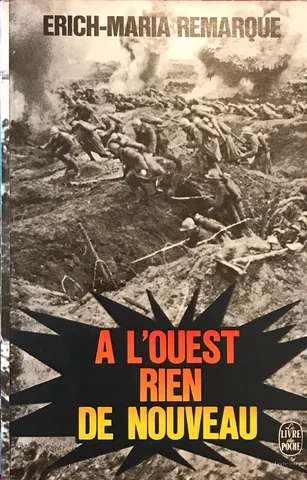 ERICH-MARIA REMARQUE
A L'OUEST
RIEN
DE NOUVEAU
Le
LIVRE
de
POCHE